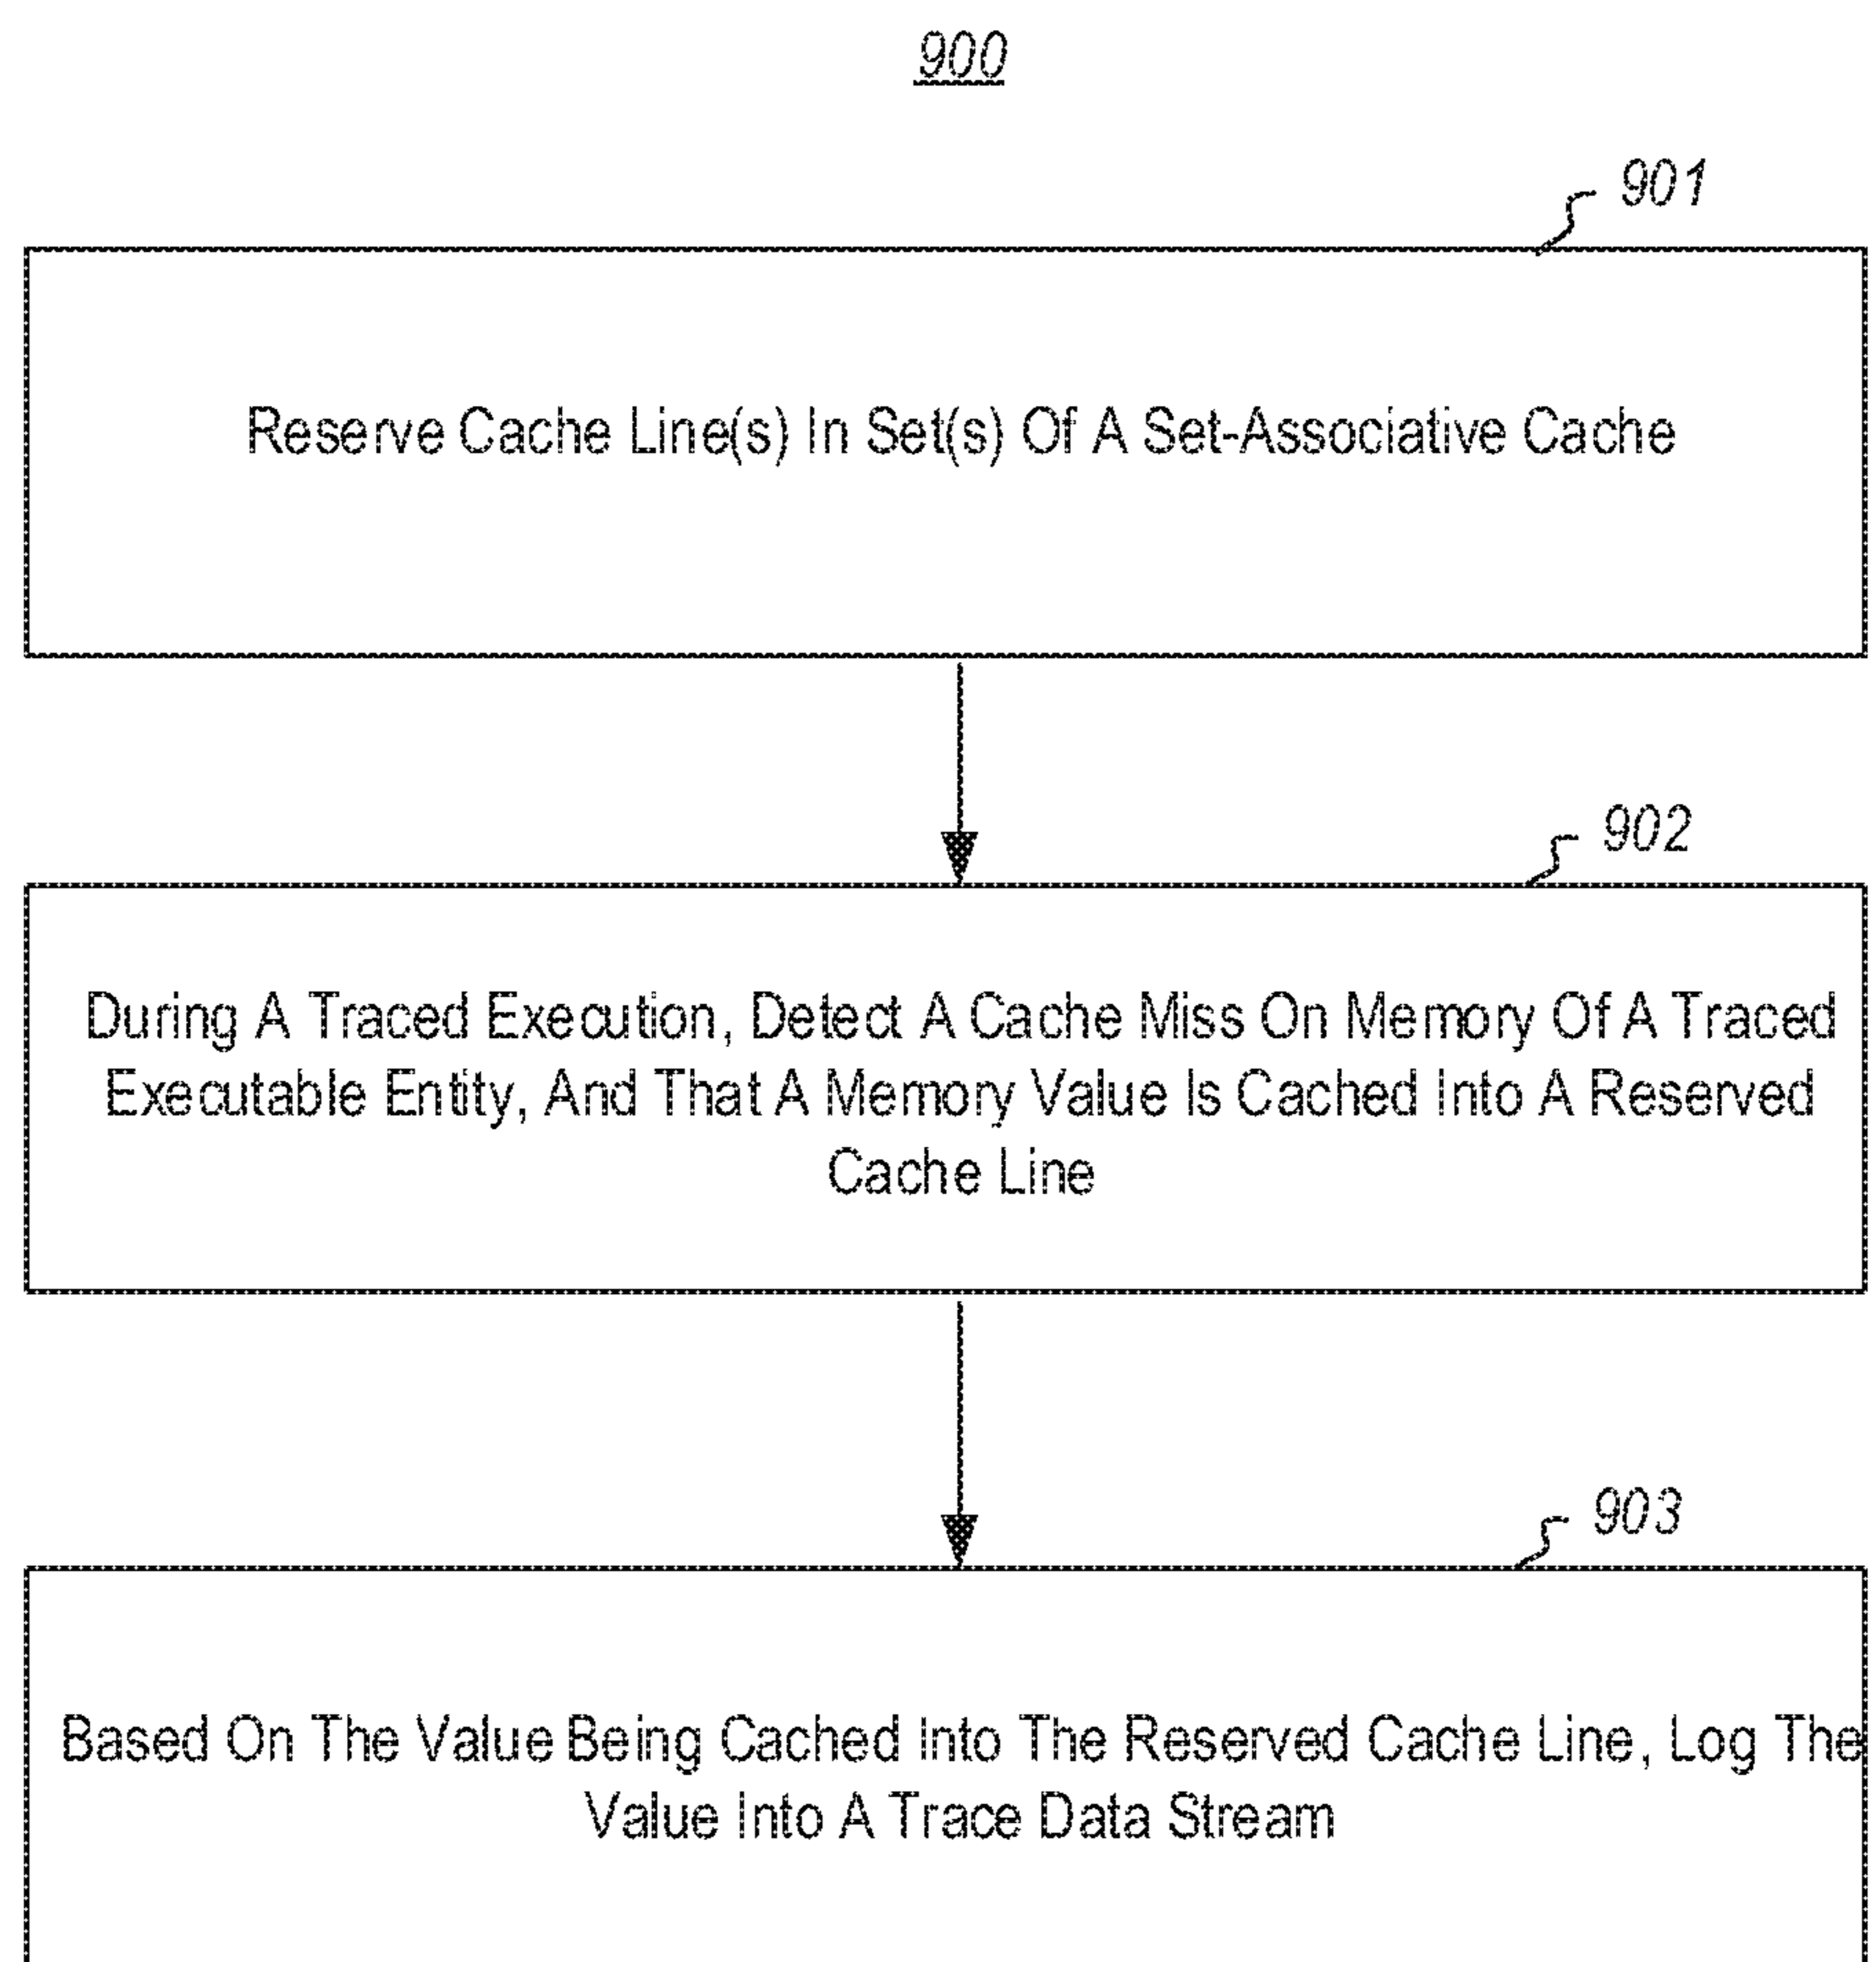 900
901
Reserve Cache Line(s) In Set(s) Of A Set-Associative Cache
902
During A Traced Execution, Detect A Cache Miss On Memory Of A Traced
Executable Entity, And That A Memory Value Is Cached Into A Reserved
Cache Line
903
Based On The Value Being Cached Into The Reserved Cache Line, Log The
Value Into A Trace Data Stream